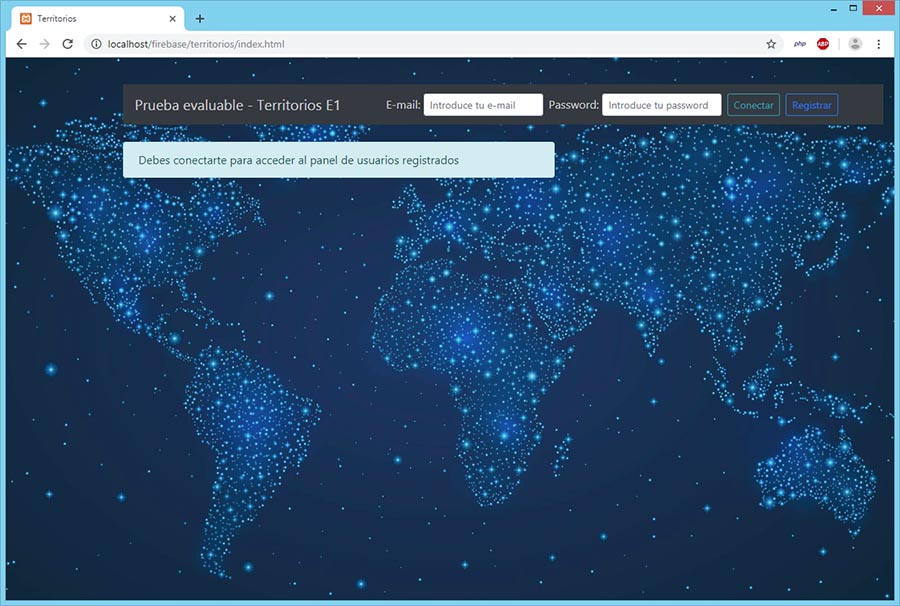 Territorios
localhost/firebase/territorios/index.html
php
ABP
Prueba evaluable - Territorios E1
E-mail: Introduce tu e-mail Password: Introduce tu password Conectar Registrar
Debes conectarte para acceder al panel de usuarios registrados